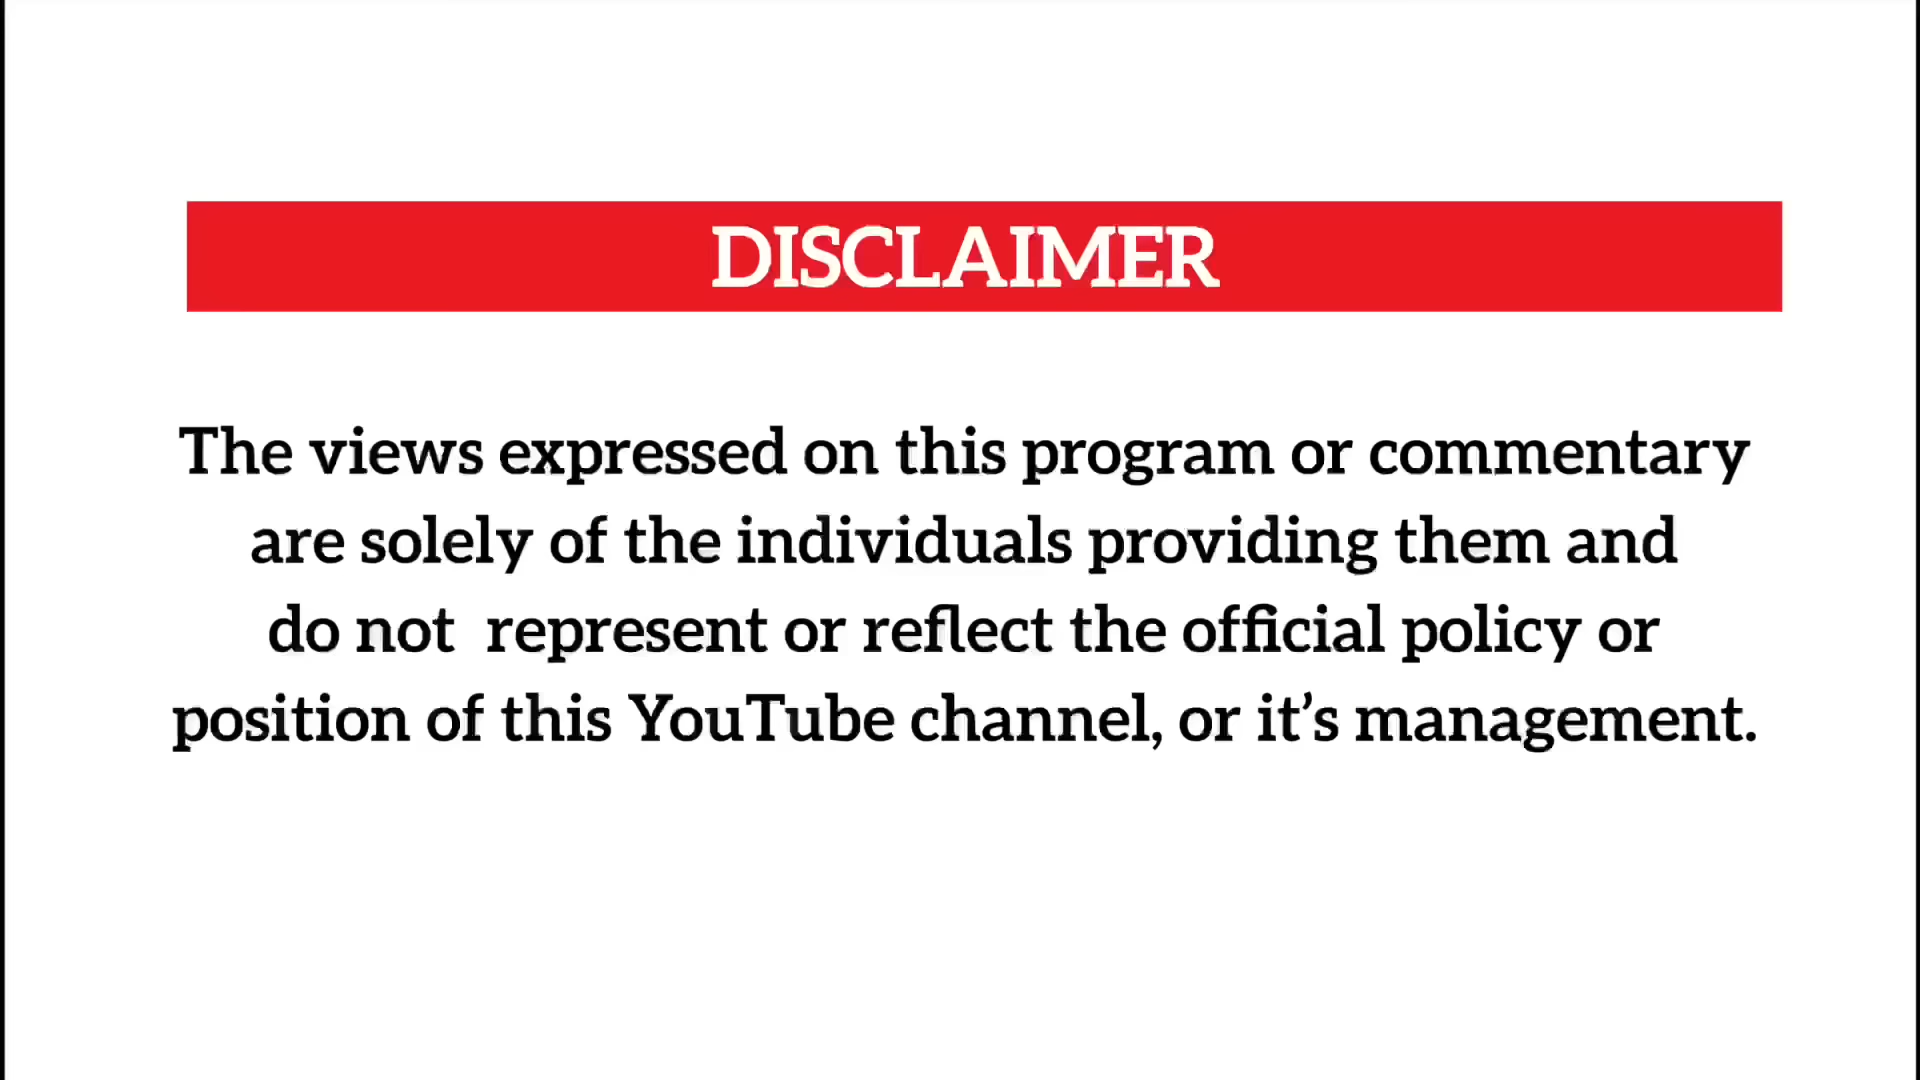 DISCLAIMER
The views expressed on this program or commentary
are solely of the individuals providing them and
do not  represent or reflect the official policy or
position of this YouTube channel, or it’s management.